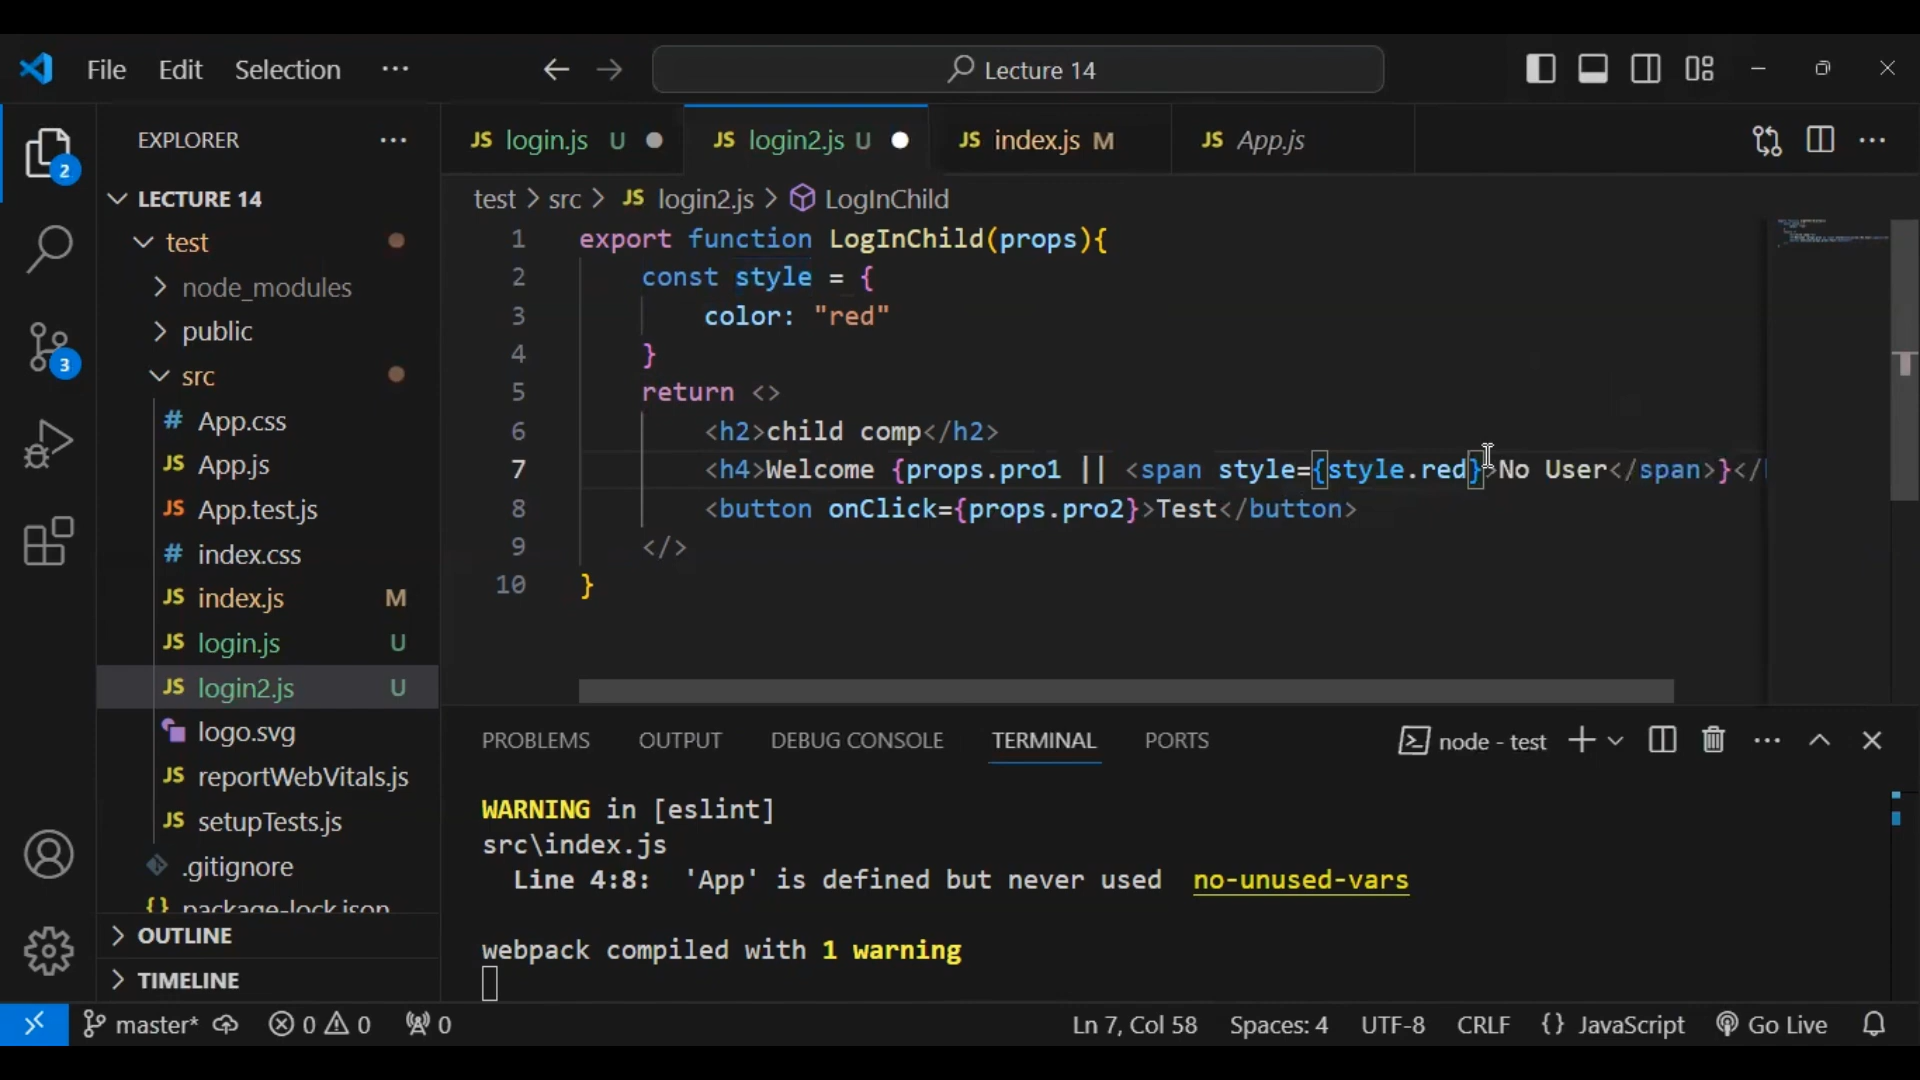 File Edit Selection ··· Lecture 14
EXPLORER ···
LECTURE 14
test
node_modules
public
src
# App.css
JS App.js
JS App.test.js
# index.css
JS index.js M
JS login.js U
JS login2.js U
logo.svg
JS reportWebVitals.js
JS setupTests.js
.gitignore
{} package-lock.json
OUTLINE
TIMELINE
2
3
JS login.js U JS login2.js U JS index.js M JS App.js ···
test > src > JS login2.js > LogInChild
1 export function LogInChild(props){
2 const style = {
3 color: "red"
4 }
5 return <>
6 <h2>child comp</h2>
7 <h4>Welcome {props.pro1 || <span style={style.red}>No User</span>}</
8 <button onClick={props.pro2}>Test</button>
9 </>
10 }
PROBLEMS OUTPUT DEBUG CONSOLE TERMINAL PORTS node - test ···
WARNING in [eslint]
src\index.js
Line 4:8: 'App' is defined but never used no-unused-vars
webpack compiled with 1 warning
master* 0 0 0 Ln 7, Col 58 Spaces: 4 UTF-8 CRLF {} JavaScript Go Live